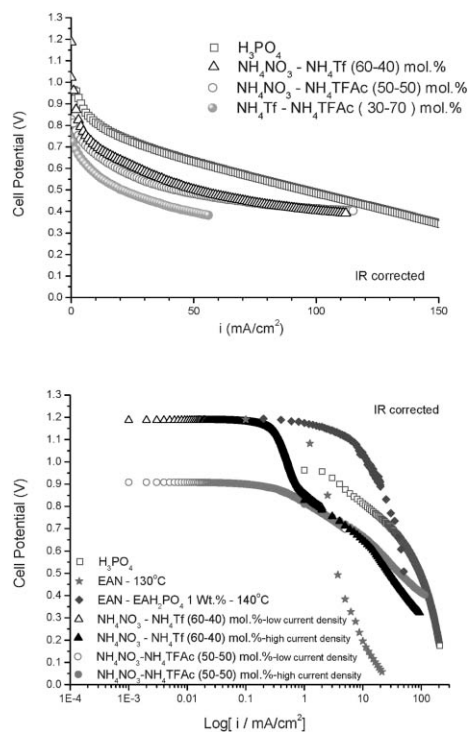 1.3
1.2
1.1
1.0
0.9
0.8
0.7
0.6
0.5
0.4
0.3
0.2
0.1
0.0
Cell Potential (V)
H₃PO₄
NH₄NO₃ - NH₄Tf (60-40) mol.%
NH₄NO₃ - NH₄TFAc (50-50) mol.%
NH₄Tf - NH₄TFAc ( 30-70 ) mol.%
IR corrected
0 50 100 150
i (mA/cm²)
1.3
1.2
1.1
1.0
0.9
0.8
0.7
0.6
0.5
0.4
0.3
0.2
0.1
0.0
Cell Potential (V)
IR corrected
H₃PO₄
EAN - 130°C
EAN - EAH₂PO₄ 1 Wt.% - 140°C
NH₄NO₃ - NH₄Tf (60-40) mol.%-low current density
NH₄NO₃ - NH₄Tf (60-40) mol.%-high current density
NH₄NO₃-NH₄TFAc (50-50) mol.%-low current density
NH₄NO₃-NH₄TFAc (50-50) mol.%-high current density
1E-4 1E-3 0.01 0.1 1 10 100
Log[ i / mA/cm²]